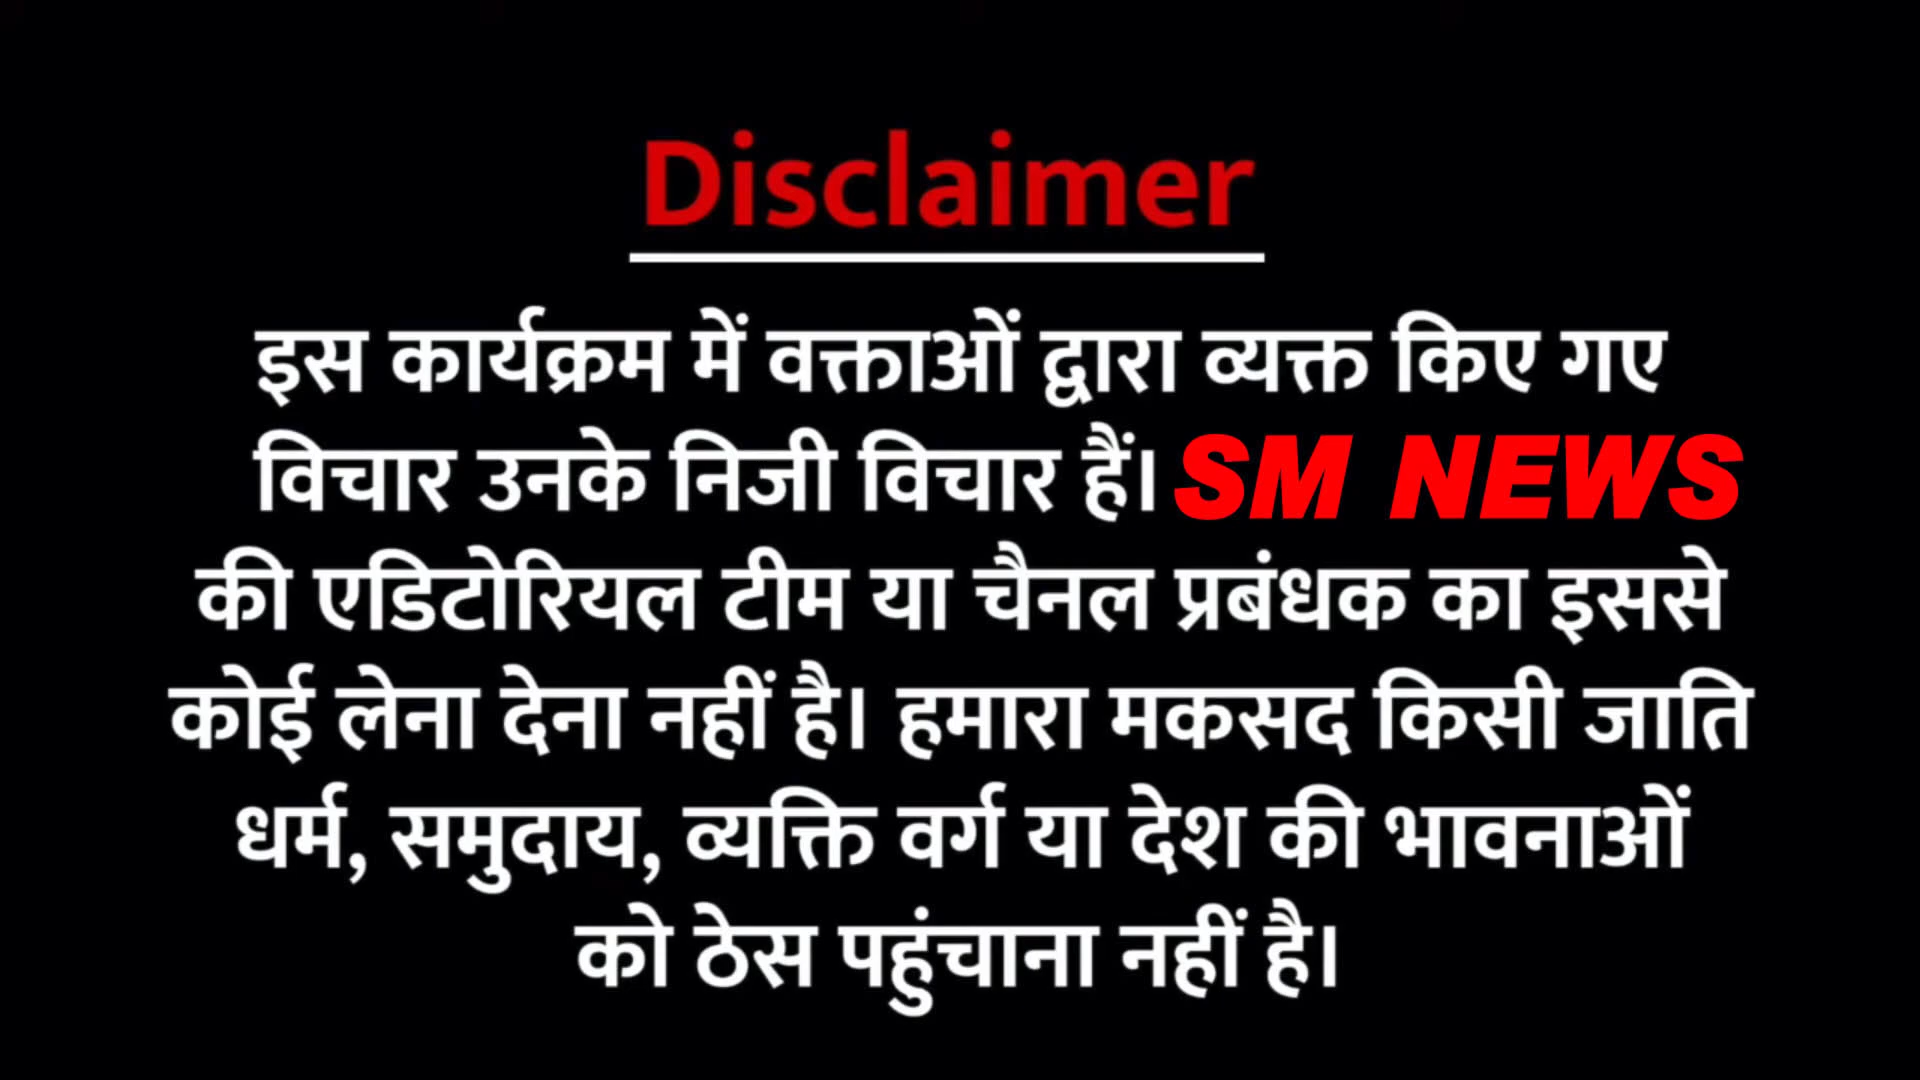 Disclaimer
इस कार्यक्रम में वक्ताओं द्वारा व्यक्त किए गए
विचार उनके निजी विचार हैं। SM NEWS
की एडिटोरियल टीम या चैनल प्रबंधक का इससे
कोई लेना देना नहीं है। हमारा मकसद किसी जाति
धर्म, समुदाय, व्यक्ति वर्ग या देश की भावनाओं
को ठेस पहुंचाना नहीं है।